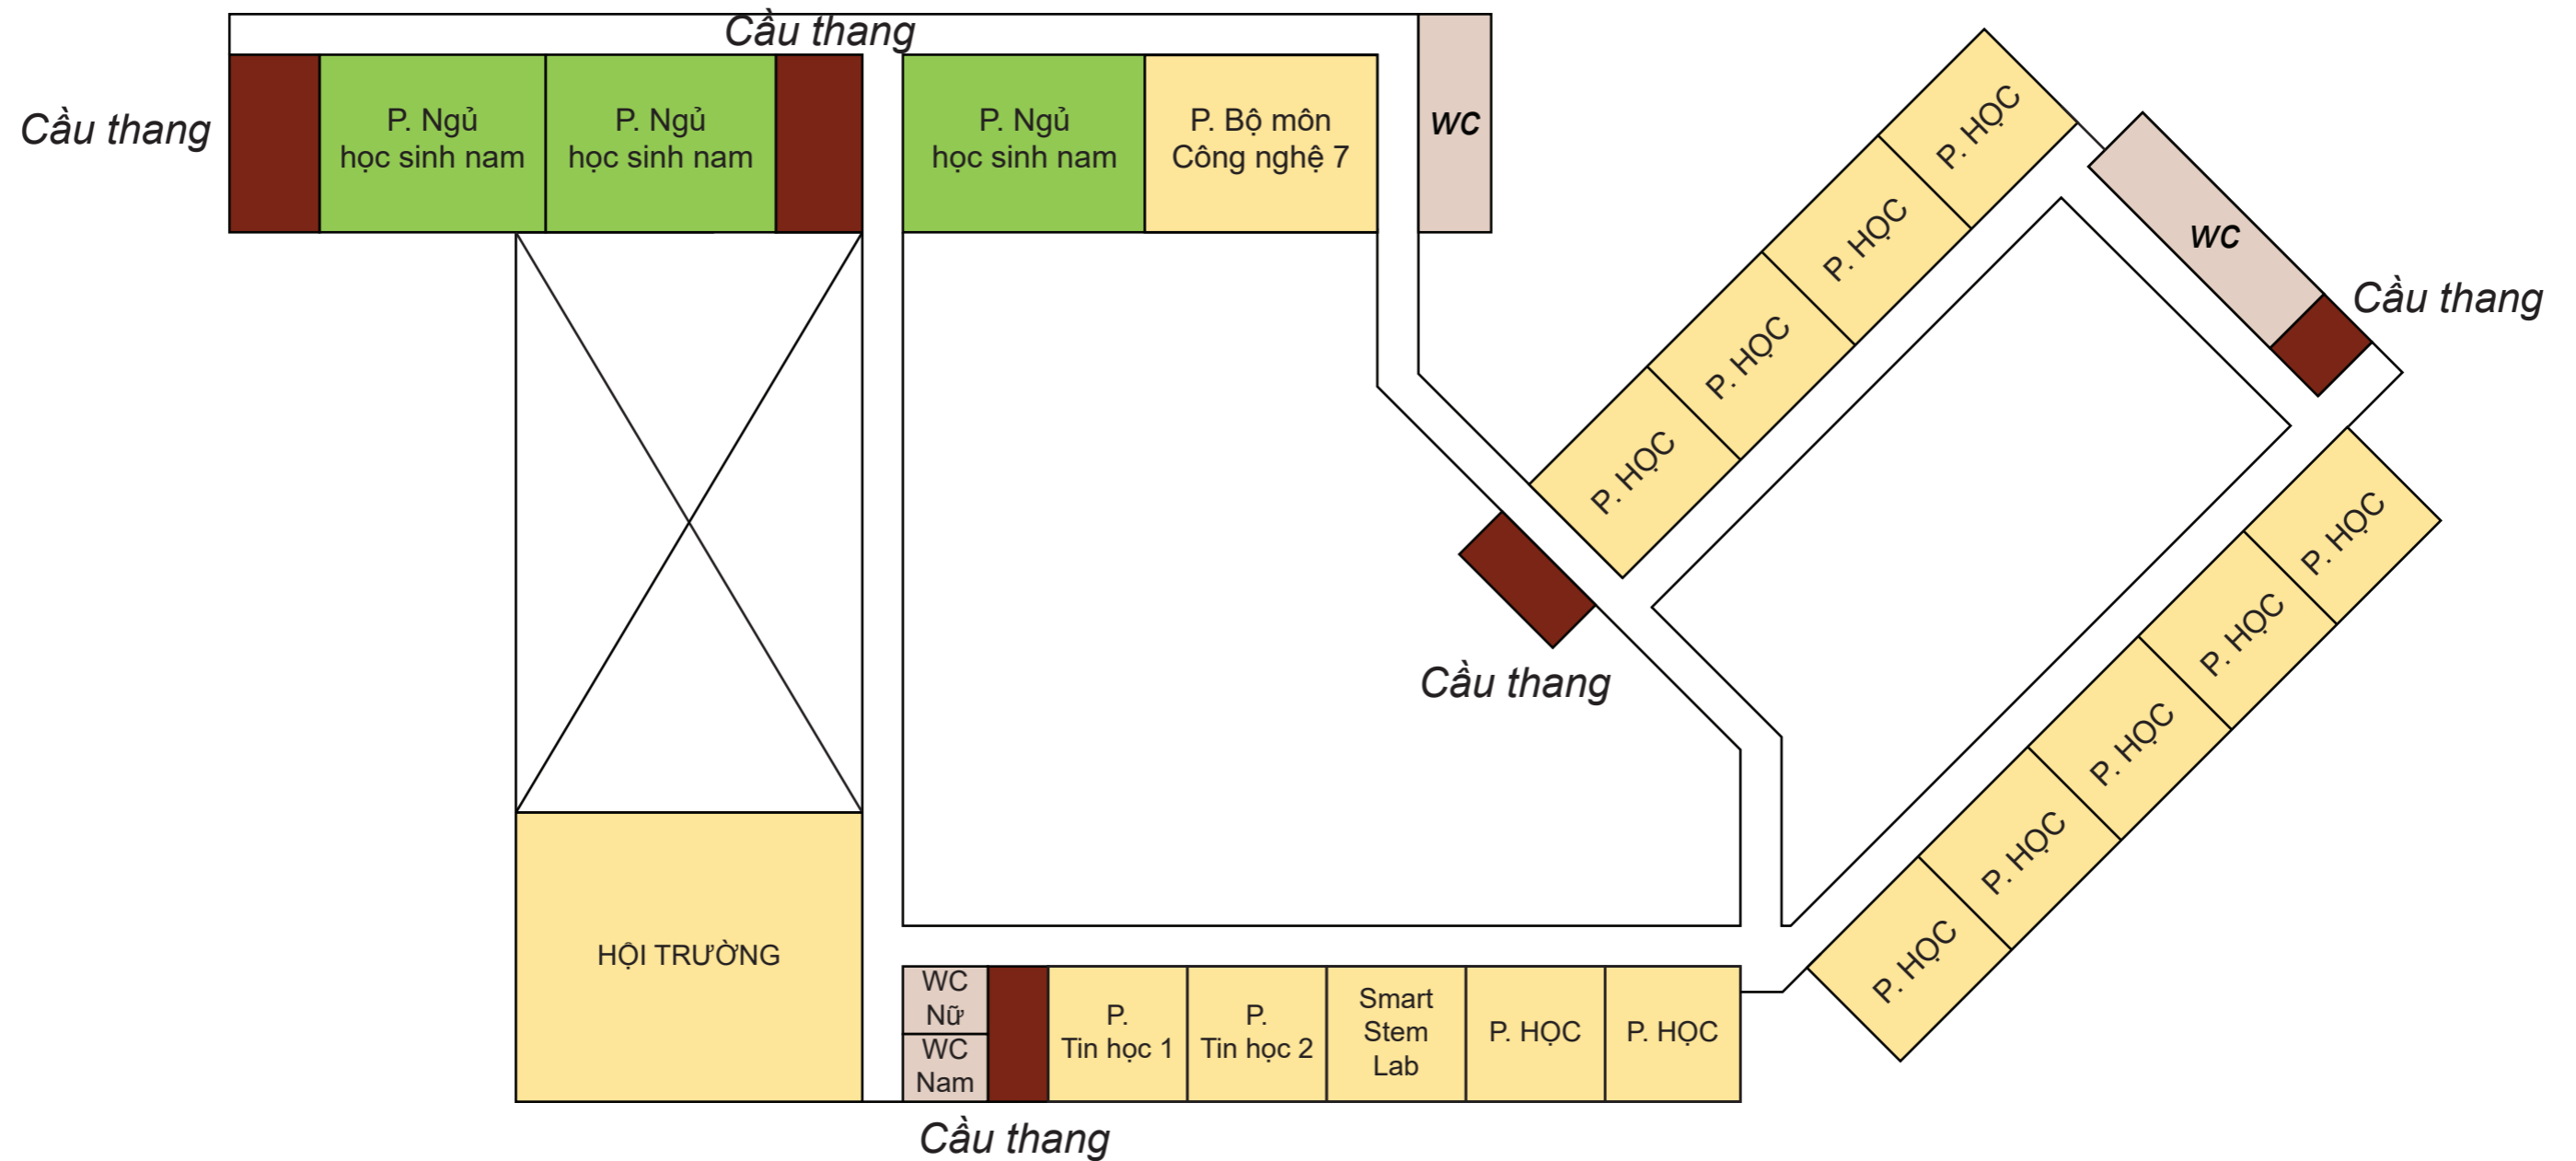 Cầu thang
Cầu thang
P. Ngủ
học sinh nam
P. Ngủ
học sinh nam
P. Ngủ
học sinh nam
P. Bộ môn
Công nghệ 7
WC
P. HỌC
P. HỌC
P. HỌC
P. HỌC
WC
Cầu thang
Cầu thang
P. HỌC
P. HỌC
P. HỌC
P. HỌC
P. HỌC
HỘI TRƯỜNG
WC
Nữ
WC
Nam
P.
Tin học 1
P.
Tin học 2
Smart
Stem
Lab
P. HỌC
P. HỌC
Cầu thang